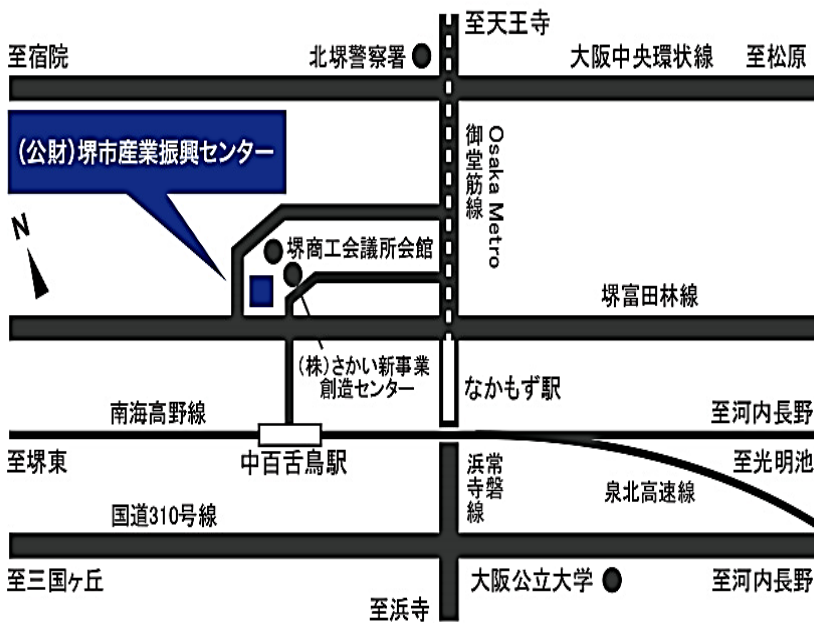 至天王寺
至宿院
北堺警察署
大阪中央環状線
至松原
(公財)堺市産業振興センター
Osaka Metro
御堂筋線
N
堺商工会議所会館
堺富田林線
(株)さかい新事業
創造センター
なかもず駅
南海高野線
至河内長野
至堺東
中百舌鳥駅
常磐
浜寺線
至光明池
泉北高速線
国道310号線
至三国ヶ丘
大阪公立大学
至河内長野
至浜寺